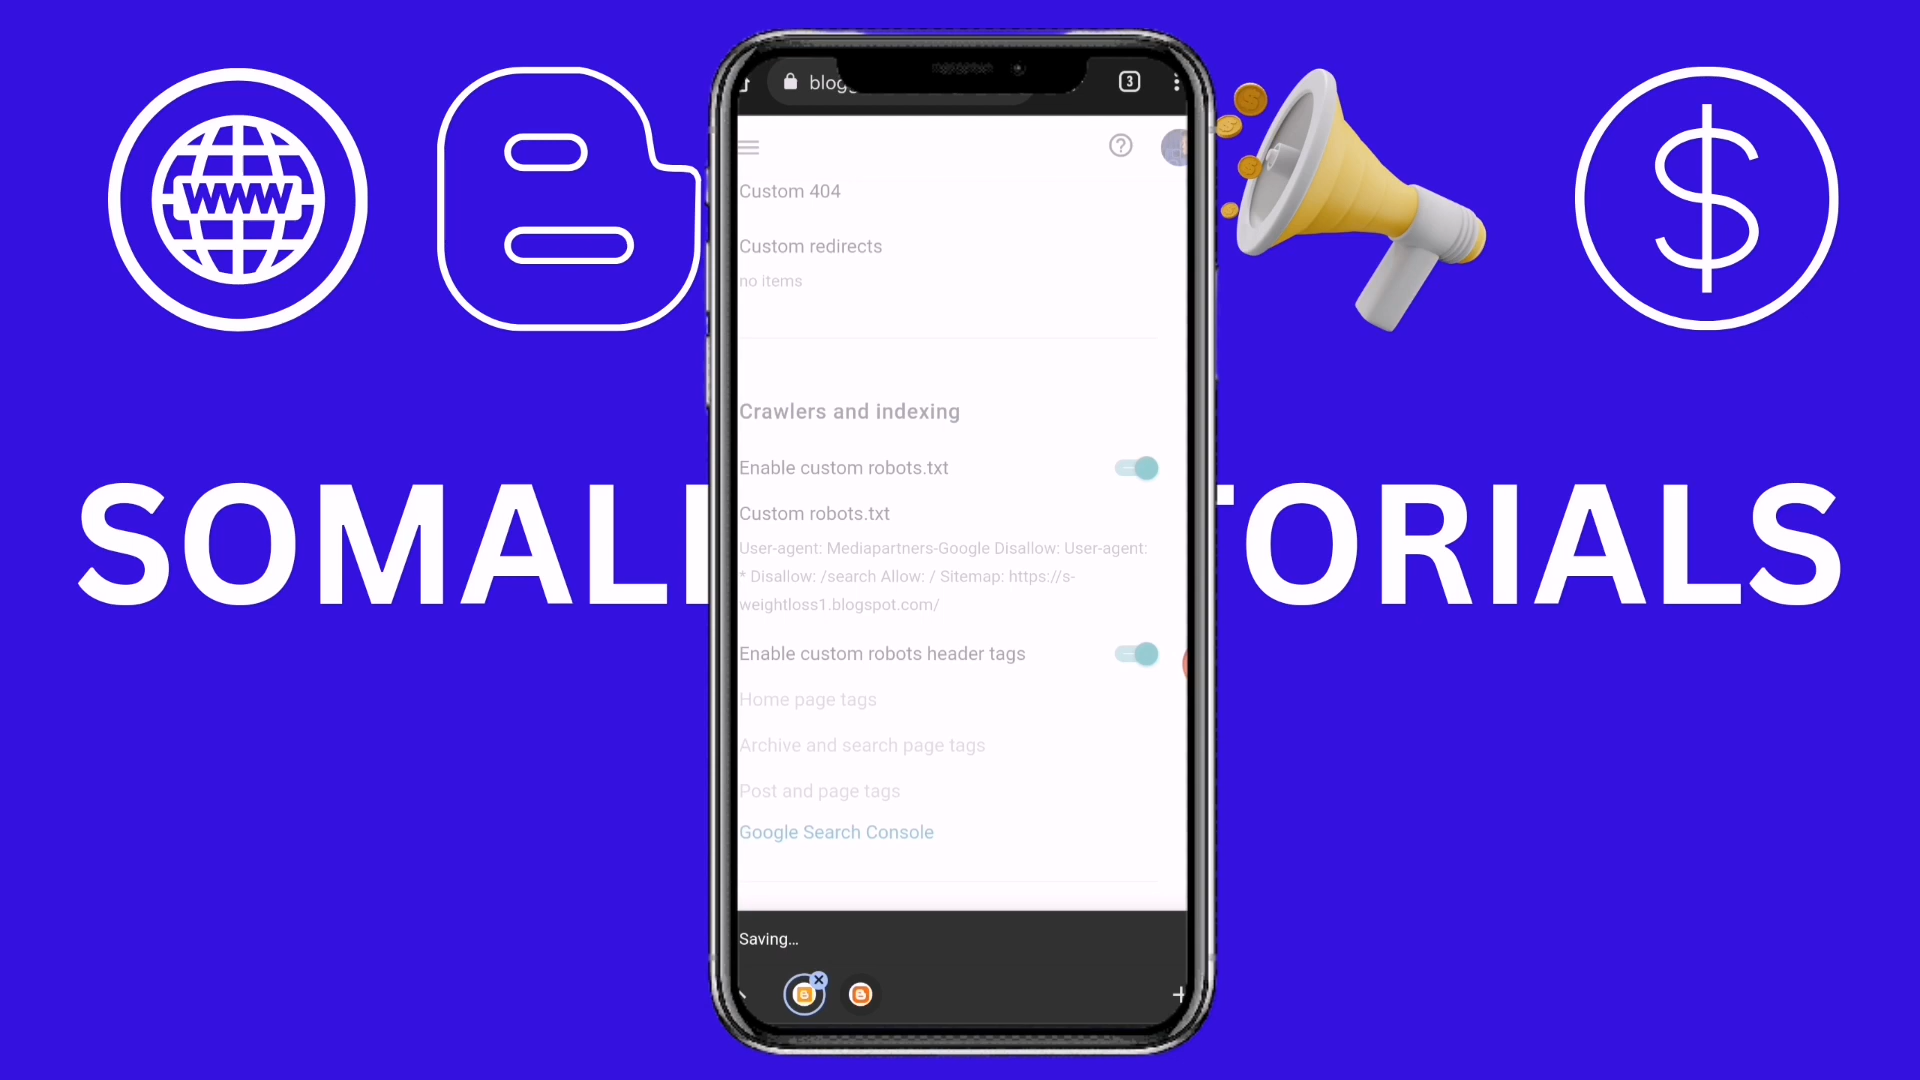 WWW
blogg
3
Custom 404
Custom redirects
no items
Crawlers and indexing
Enable custom robots.txt
Custom robots.txt
User-agent: Mediapartners-Google Disallow: User-agent:
* Disallow: /search Allow: / Sitemap: https://s-
weightloss1.blogspot.com/
Enable custom robots header tags
Home page tags
Archive and search page tags
Post and page tags
Google Search Console
Saving...
SOMALI TORIALS